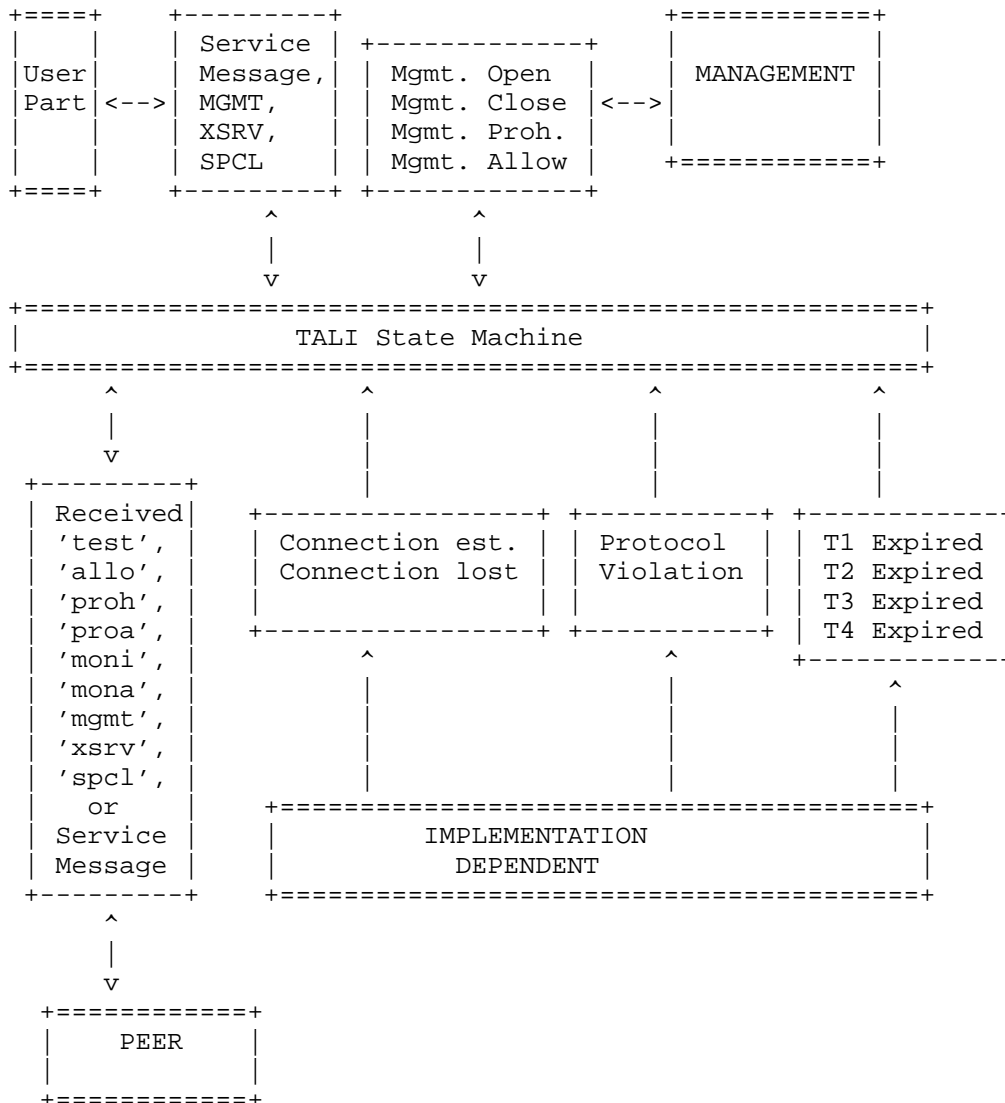 Service
User Message, Mgmt. Open MANAGEMENT
Part <--> MGMT, Mgmt. Close <-->
XSRV, Mgmt. Proh.
SPCL Mgmt. Allow
TALI State Machine
Received
'test', Connection est. Protocol T1 Expired
'allo', Connection lost Violation T2 Expired
'proh', T3 Expired
'proa', T4 Expired
'moni',
'mona',
'mgmt',
'xsrv',
'spcl',
or
Service IMPLEMENTATION
Message DEPENDENT
PEER